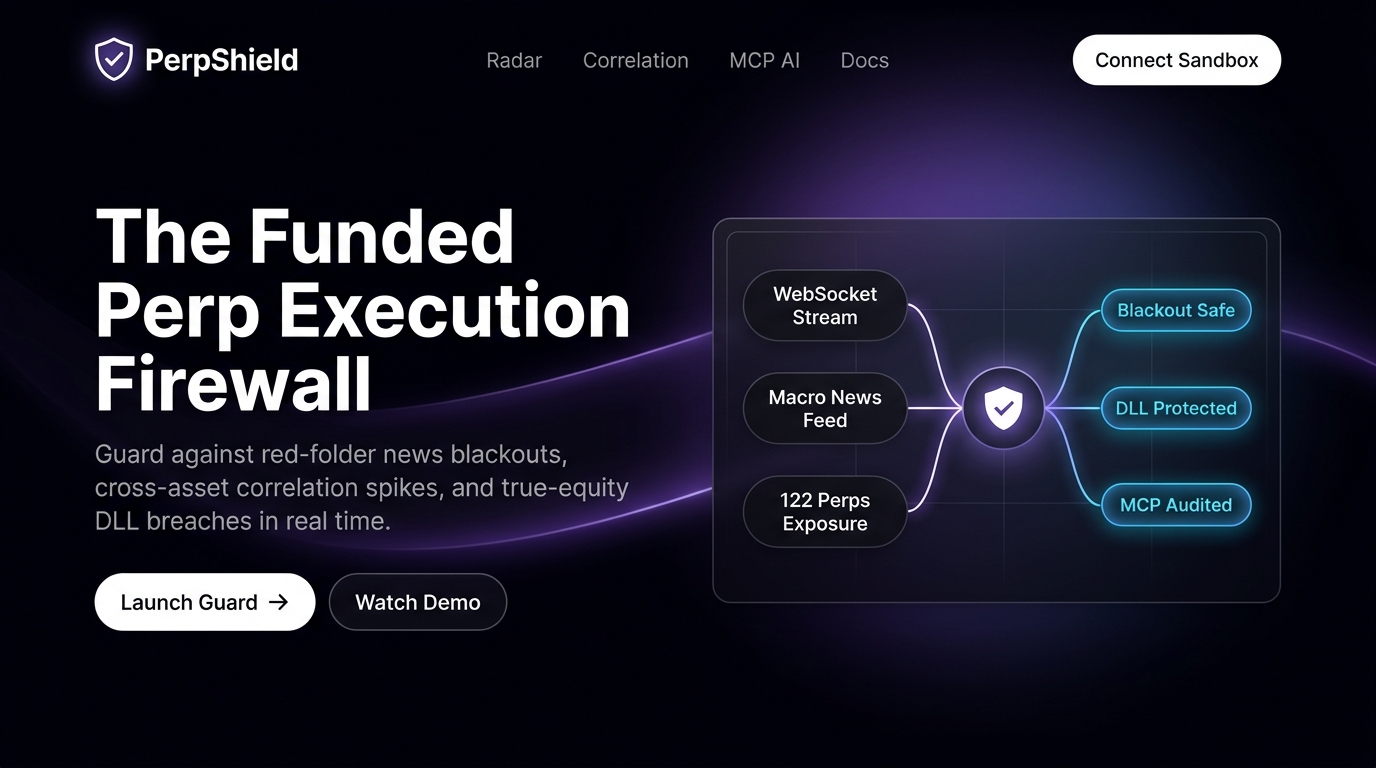 PerpShield
Radar
Correlation
MCP AI
Docs
Connect Sandbox
The Funded
Perp Execution
Firewall
Guard against red-folder news blackouts,
cross-asset correlation spikes, and true-equity
DLL breaches in real time.
Launch Guard →
Watch Demo
WebSocket
Stream
Macro News
Feed
122 Perps
Exposure
Blackout Safe
DLL Protected
MCP Audited